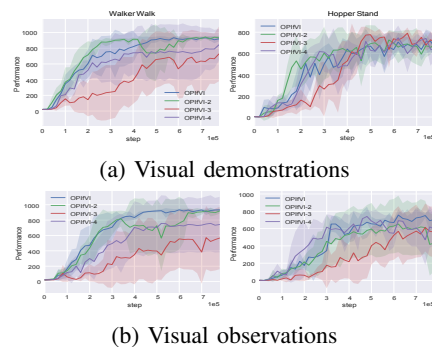 Walker Walk
Hopper Stand
1000
800
600
400
200
0
Performance
OPIfVI
OPIfVI-2
OPIfVI-3
OPIfVI-4
0 1 2 3 4 5 6 7
1e5
step
800
700
600
500
400
300
200
100
0
Performance
OPIfVI
OPIfVI-2
OPIfVI-3
OPIfVI-4
0 1 2 3 4 5 6 7
1e5
step
(a) Visual demonstrations
1000
800
600
400
200
0
Performance
OPIfVI
OPIfVI-2
OPIfVI-3
OPIfVI-4
0 1 2 3 4 5 6 7
1e5
step
1000
800
600
400
200
0
Performance
OPIfVI
OPIfVI-2
OPIfVI-3
OPIfVI-4
0 1 2 3 4 5 6 7
1e5
step
(b) Visual observations